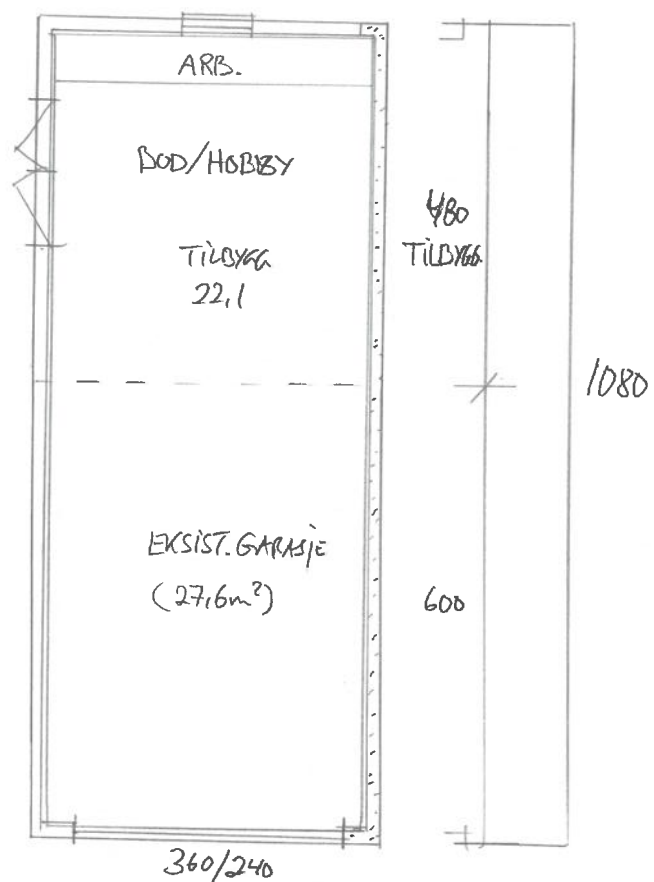 ARB.
BOD/HOBBY
TILBYGG
22,1
480
TILBYGG.
1080
EKSIST. GARASJE
(27,6m²)
600
360/240